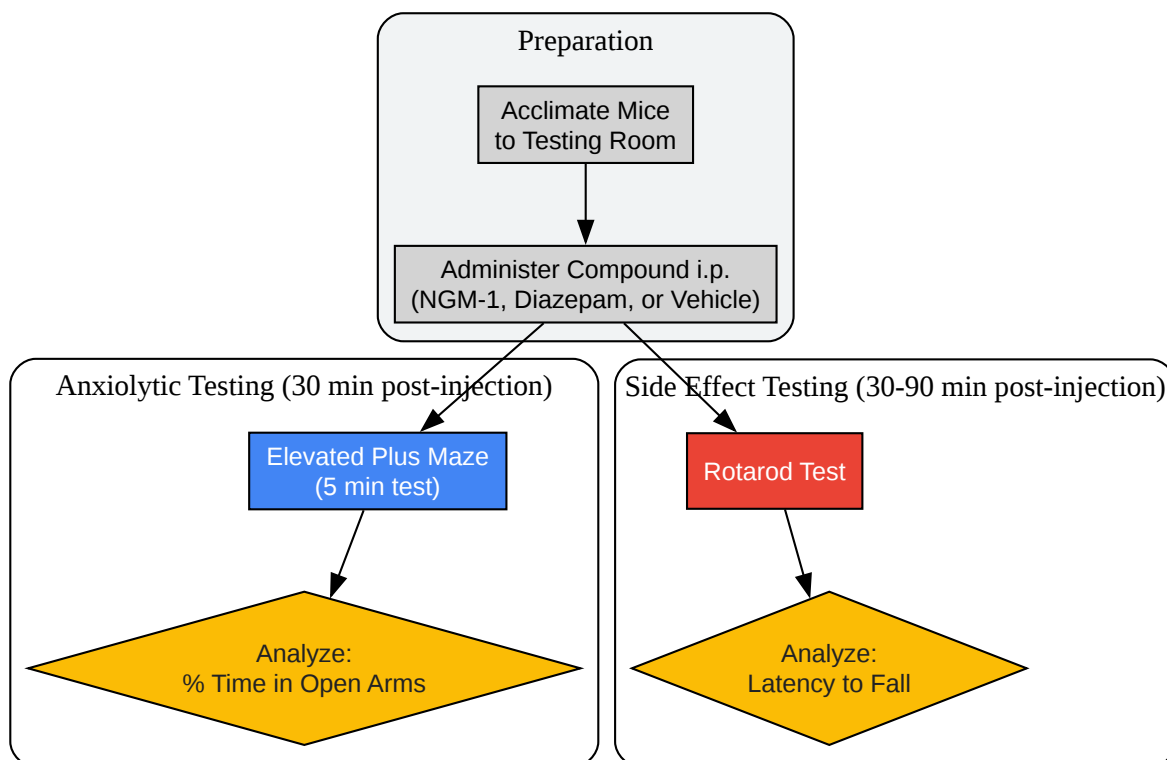 Preparation
Acclimate Mice
to Testing Room
Administer Compound i.p.
(NGM-1, Diazepam, or Vehicle)
Anxiolytic Testing (30 min post-injection)
Elevated Plus Maze
(5 min test)
Analyze:
% Time in Open Arms
Side Effect Testing (30-90 min post-injection)
Rotarod Test
Analyze:
Latency to Fall